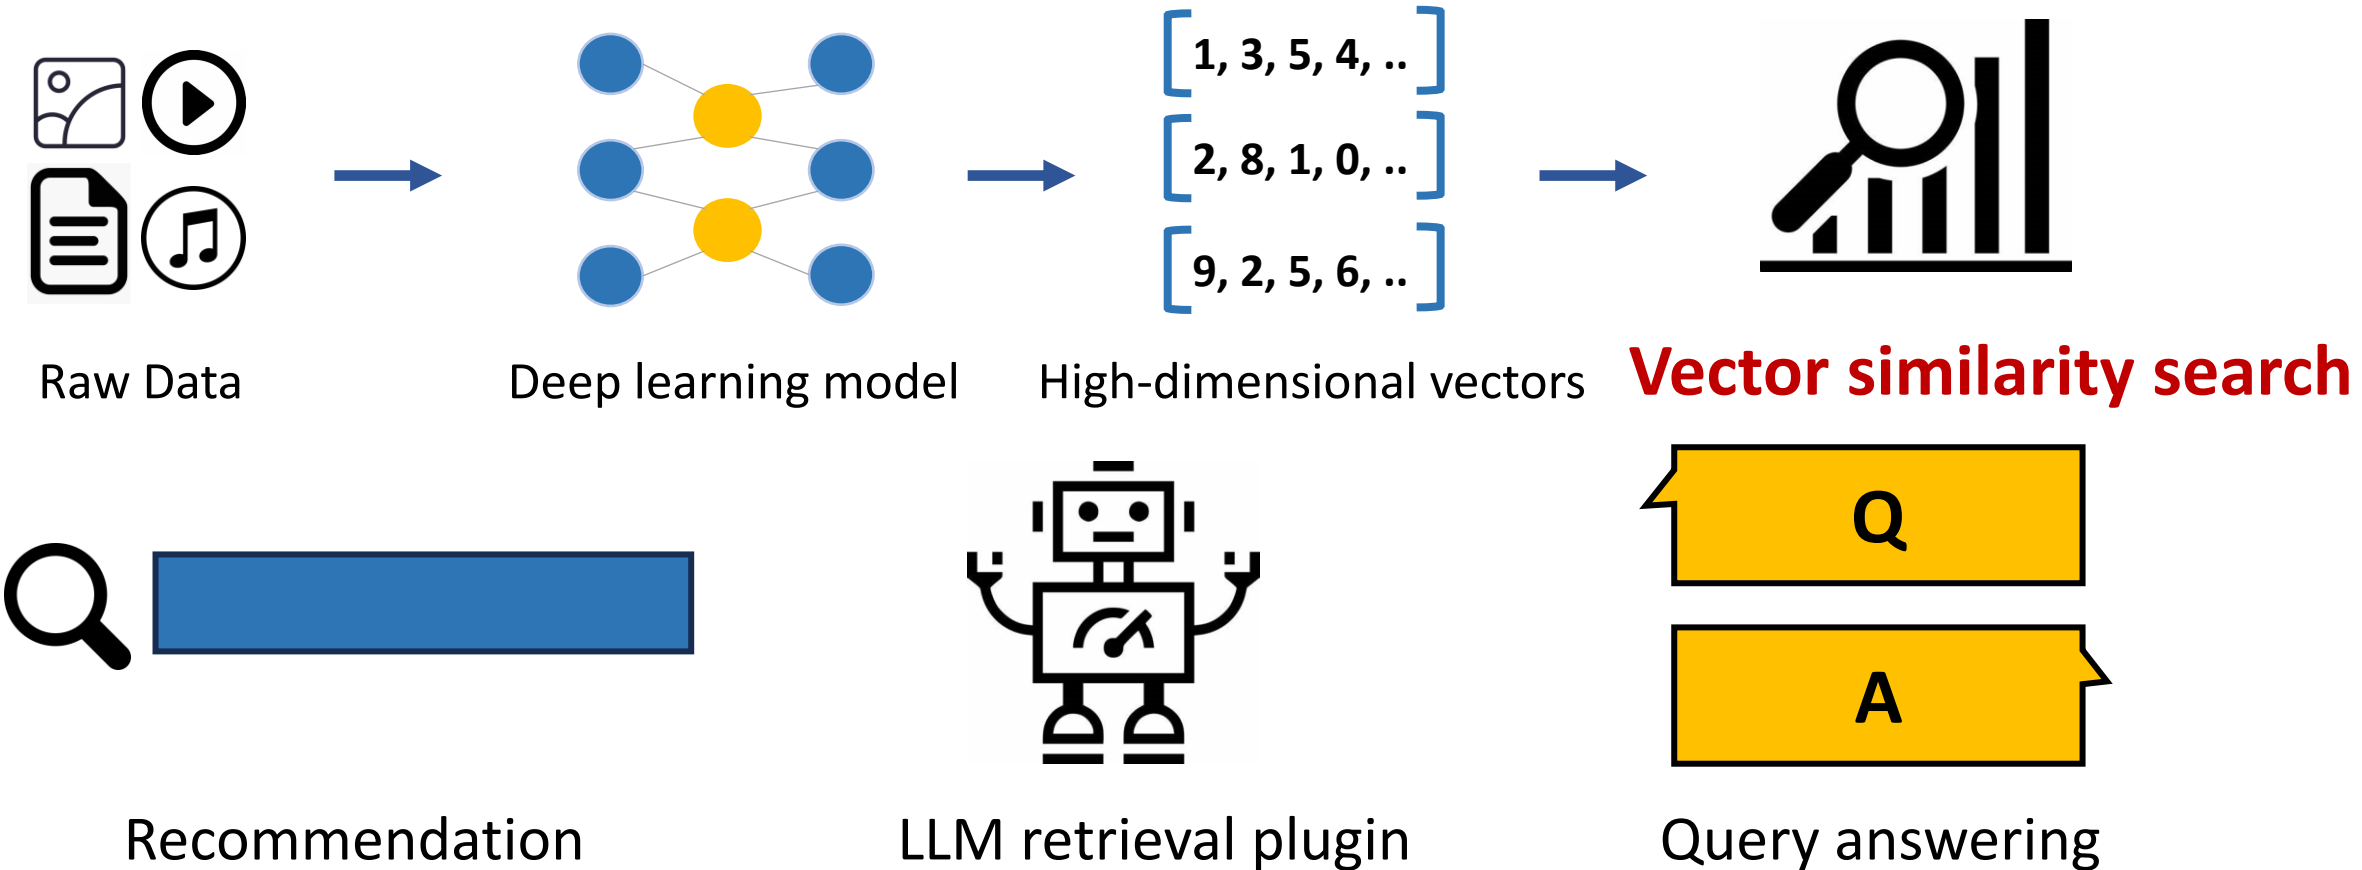 1, 3, 5, 4, ..
2, 8, 1, 0, ..
9, 2, 5, 6, ..
Raw Data
Deep learning model
High-dimensional vectors
Vector similarity search
Q
A
Recommendation
LLM retrieval plugin
Query answering